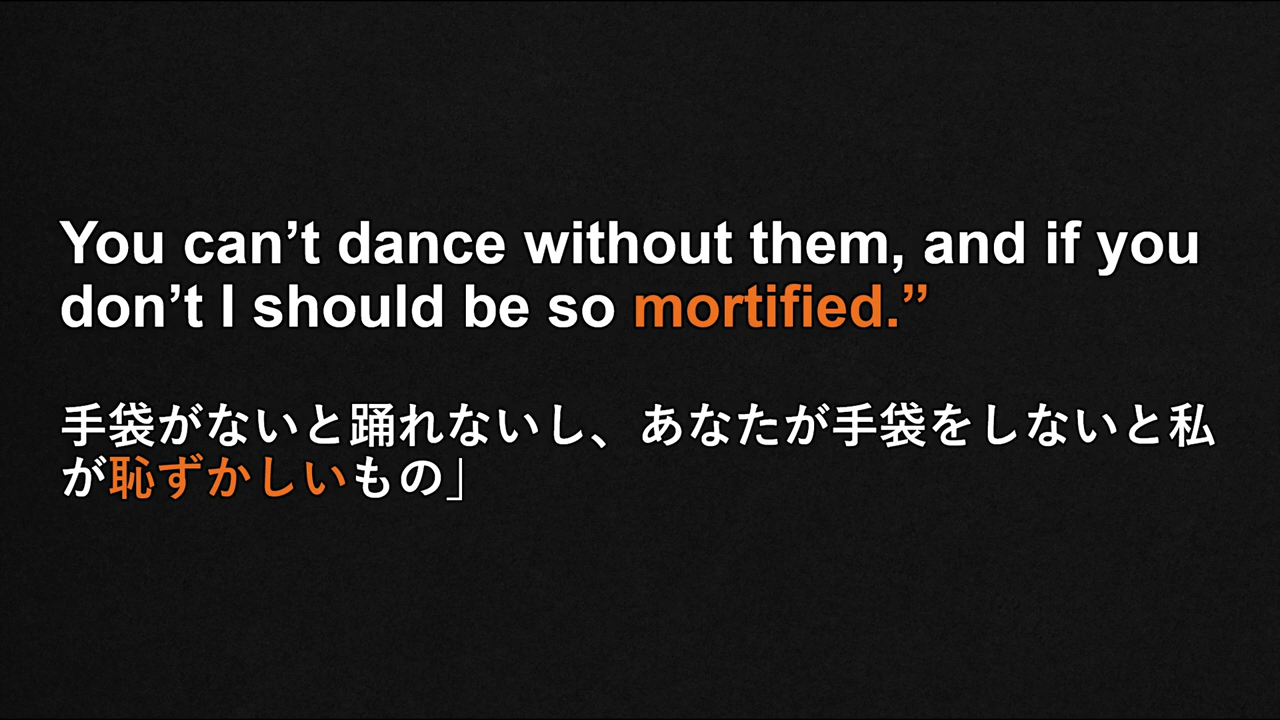 You can’t dance without them, and if you
don’t I should be so mortified.”
手袋がないと踊れないし、あなたが手袋をしないと私
が恥ずかしいもの」